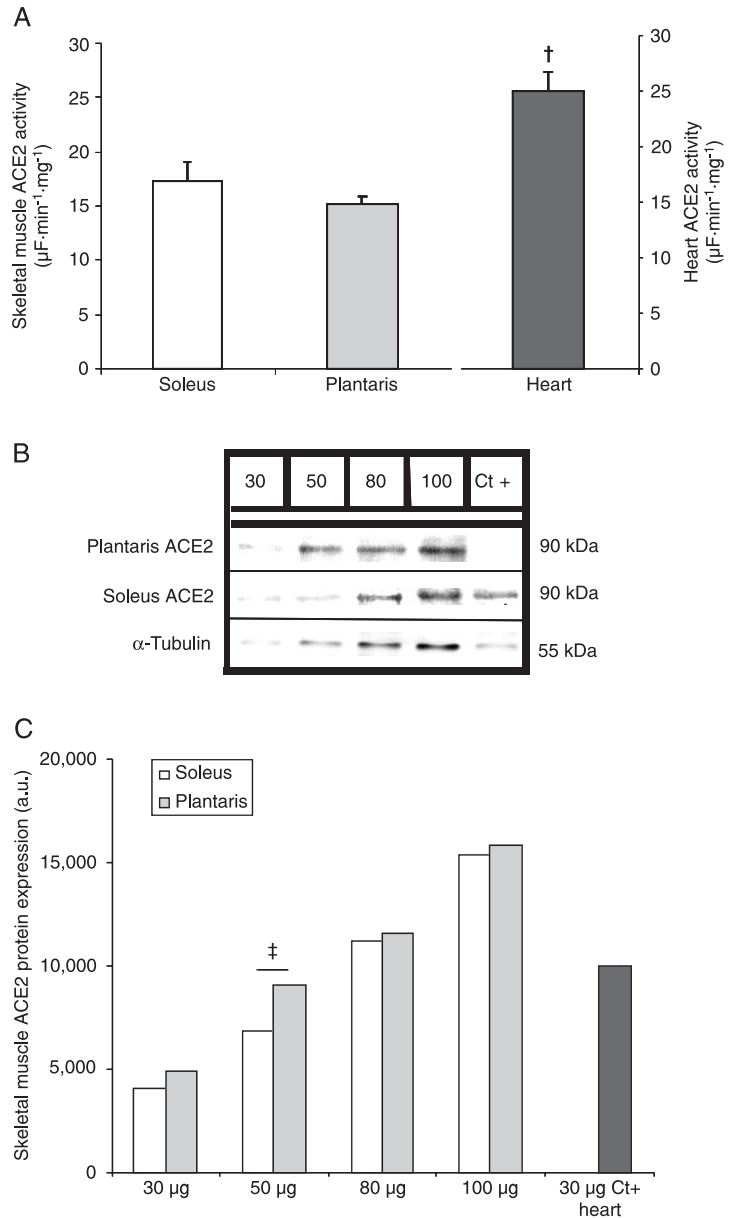 A
Skeletal muscle ACE2 activity
(µF·min⁻¹·mg⁻¹)
30
25
20
15
10
5
0
†
30
25
20
15
10
5
0
Heart ACE2 activity
(µF·min⁻¹·mg⁻¹)
Soleus
Plantaris
Heart
B
30
50
80
100
Ct +
Plantaris ACE2
90 kDa
Soleus ACE2
90 kDa
α-Tubulin
55 kDa
C
Skeletal muscle ACE2 protein expression (a.u.)
20,000
15,000
10,000
5,000
0
Soleus
Plantaris
‡
30 µg
50 µg
80 µg
100 µg
30 µg Ct+
heart